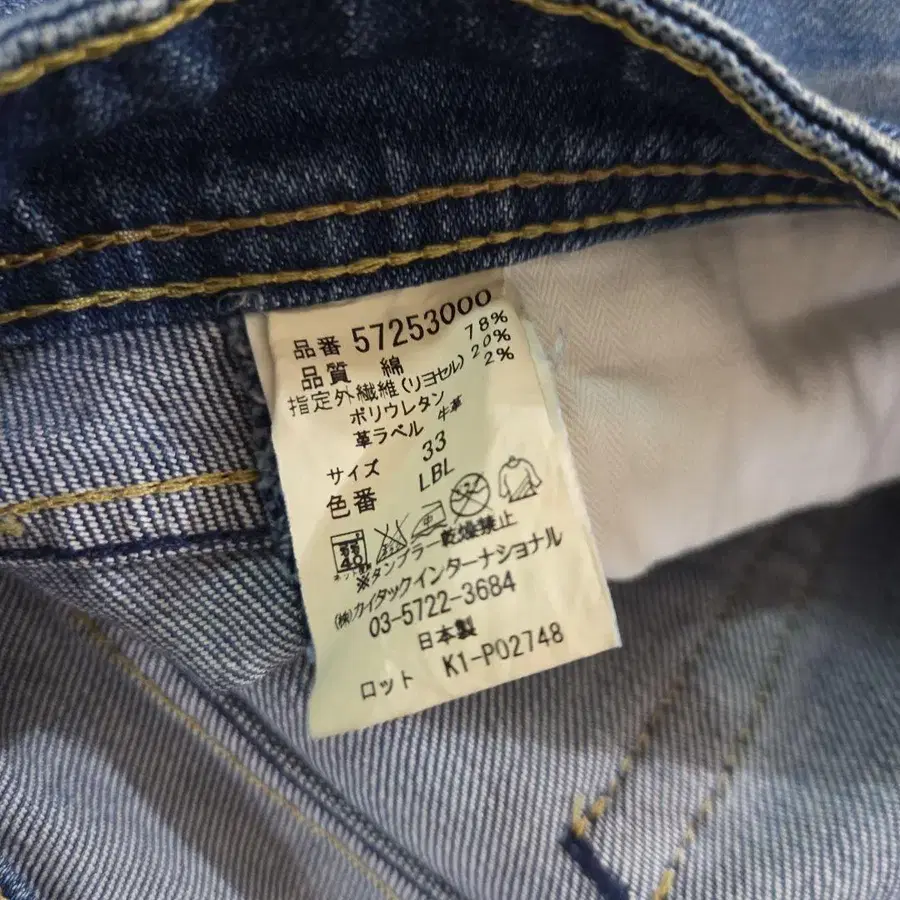 品番 57253000
品質 綿 78%
指定外繊維(リヨセル) 20%
ポリウレタン 2%
革ラベル 牛革
サイズ 33
色番 LBL
40
※タンブラー乾燥禁止
(株)カイタックインターナショナル
03-5722-3684
日本製
ロット K1-P02748